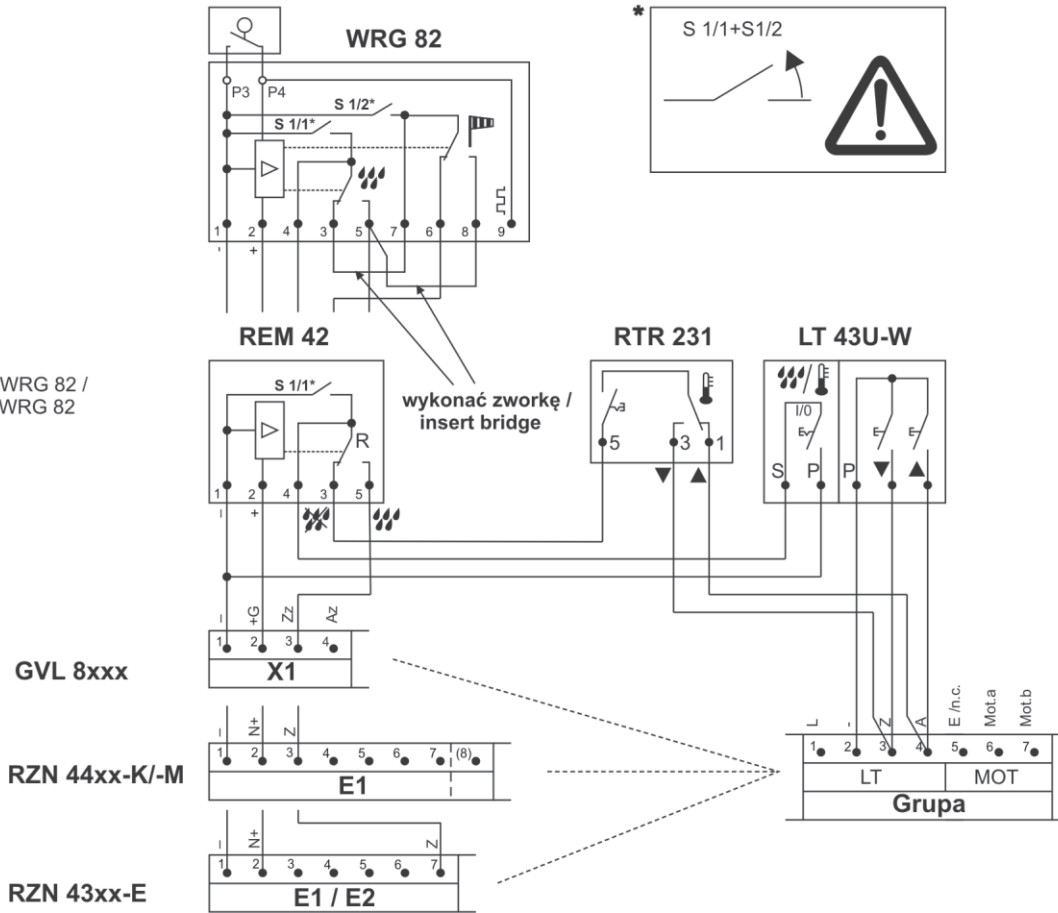 WRG 82
*
S 1/1+S1/2
P3 P4
S 1/2*
S 1/1*
1 2 4 3 5 7 6 8 9
- +
REM 42
RTR 231
LT 43U-W
WRG 82 /
WRG 82
S 1/1*
wykonać zworkę /
insert bridge
I/0
R
5 3 1
S P P
1 2 4 3 5
– +
– +G Zz Az
1 2 3 4
X1
GVL 8xxx
L - Z A E /n.c. Mot.a Mot.b
1 2 3 4 5 6 7
LT MOT
Grupa
– N+ Z
1 2 3 4 5 6 7 (8)
E1
RZN 44xx-K/-M
– N+ Z
1 2 3 4 5 6 7
E1 / E2
RZN 43xx-E